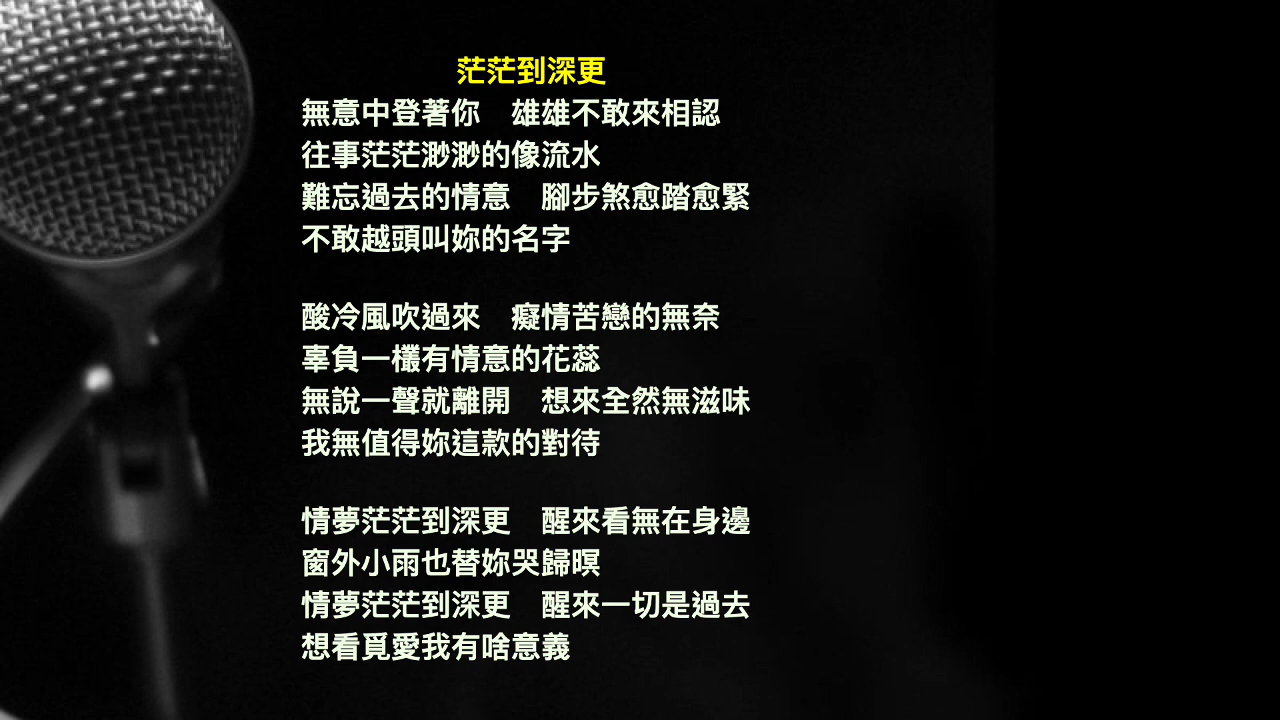 茫茫到深更
無意中登著你　雄雄不敢來相認
往事茫茫渺渺的像流水
難忘過去的情意　腳步煞愈踏愈緊
不敢越頭叫妳的名字
酸冷風吹過來　癡情苦戀的無奈
辜負一欉有情意的花蕊
無說一聲就離開　想來全然無滋味
我無值得妳這款的對待
情夢茫茫到深更　醒來看無在身邊
窗外小雨也替妳哭歸暝
情夢茫茫到深更　醒來一切是過去
想看覓愛我有啥意義